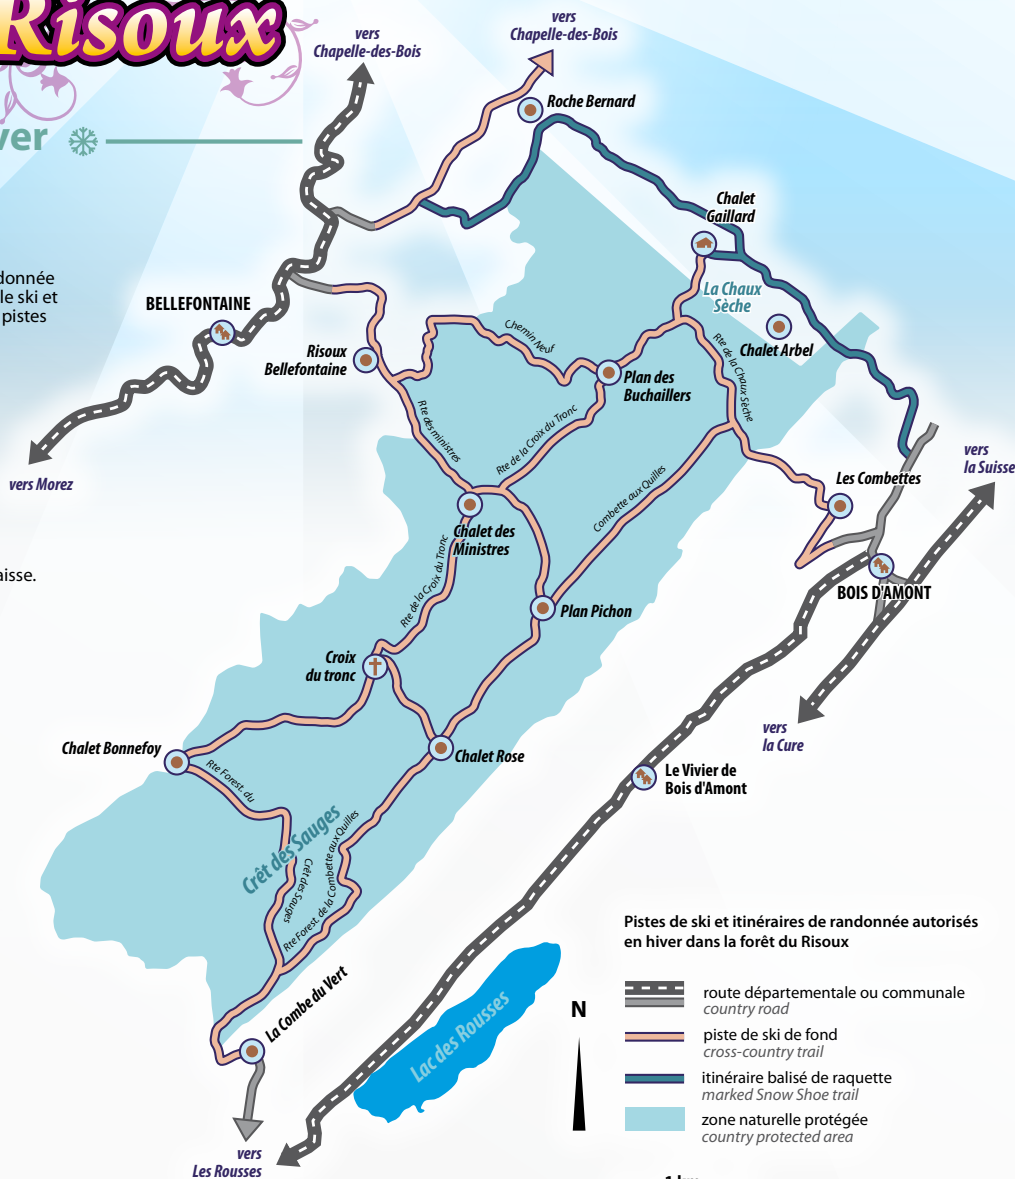 Risoux
ver
vers
Chapelle-des-Bois
vers
Chapelle-des-Bois
Roche Bernard
Chalet
Gaillard
donnée
le ski et
pistes
BELLEFONTAINE
La Chaux
Sèche
Chalet Arbel
Risoux
Bellefontaine
Chemin Neuf
Plan des
Buchaillers
Rte de la Chaux Sèche
Rte des ministres
Rte de la Croix du Tronc
vers Morez
vers
la Suisse
Les Combettes
Combette aux Quilles
Chalet des
Ministres
aisse.
Rte de la Croix du Tronc
BOIS D'AMONT
Plan Pichon
Croix
du tronc
vers
la Cure
Chalet Bonnefoy
Chalet Rose
Rte Forest. du
Crêt des Sauges
Le Vivier de
Bois d'Amont
Crêt des Sauges
Rte Forest. de la Combette aux Quilles
La Combe du Vert
Lac des Rousses
vers
Les Rousses
N
Pistes de ski et itinéraires de randonnée autorisés
en hiver dans la forêt du Risoux
route départementale ou communale
country road
piste de ski de fond
cross-country trail
itinéraire balisé de raquette
marked Snow Shoe trail
zone naturelle protégée
country protected area
1 km